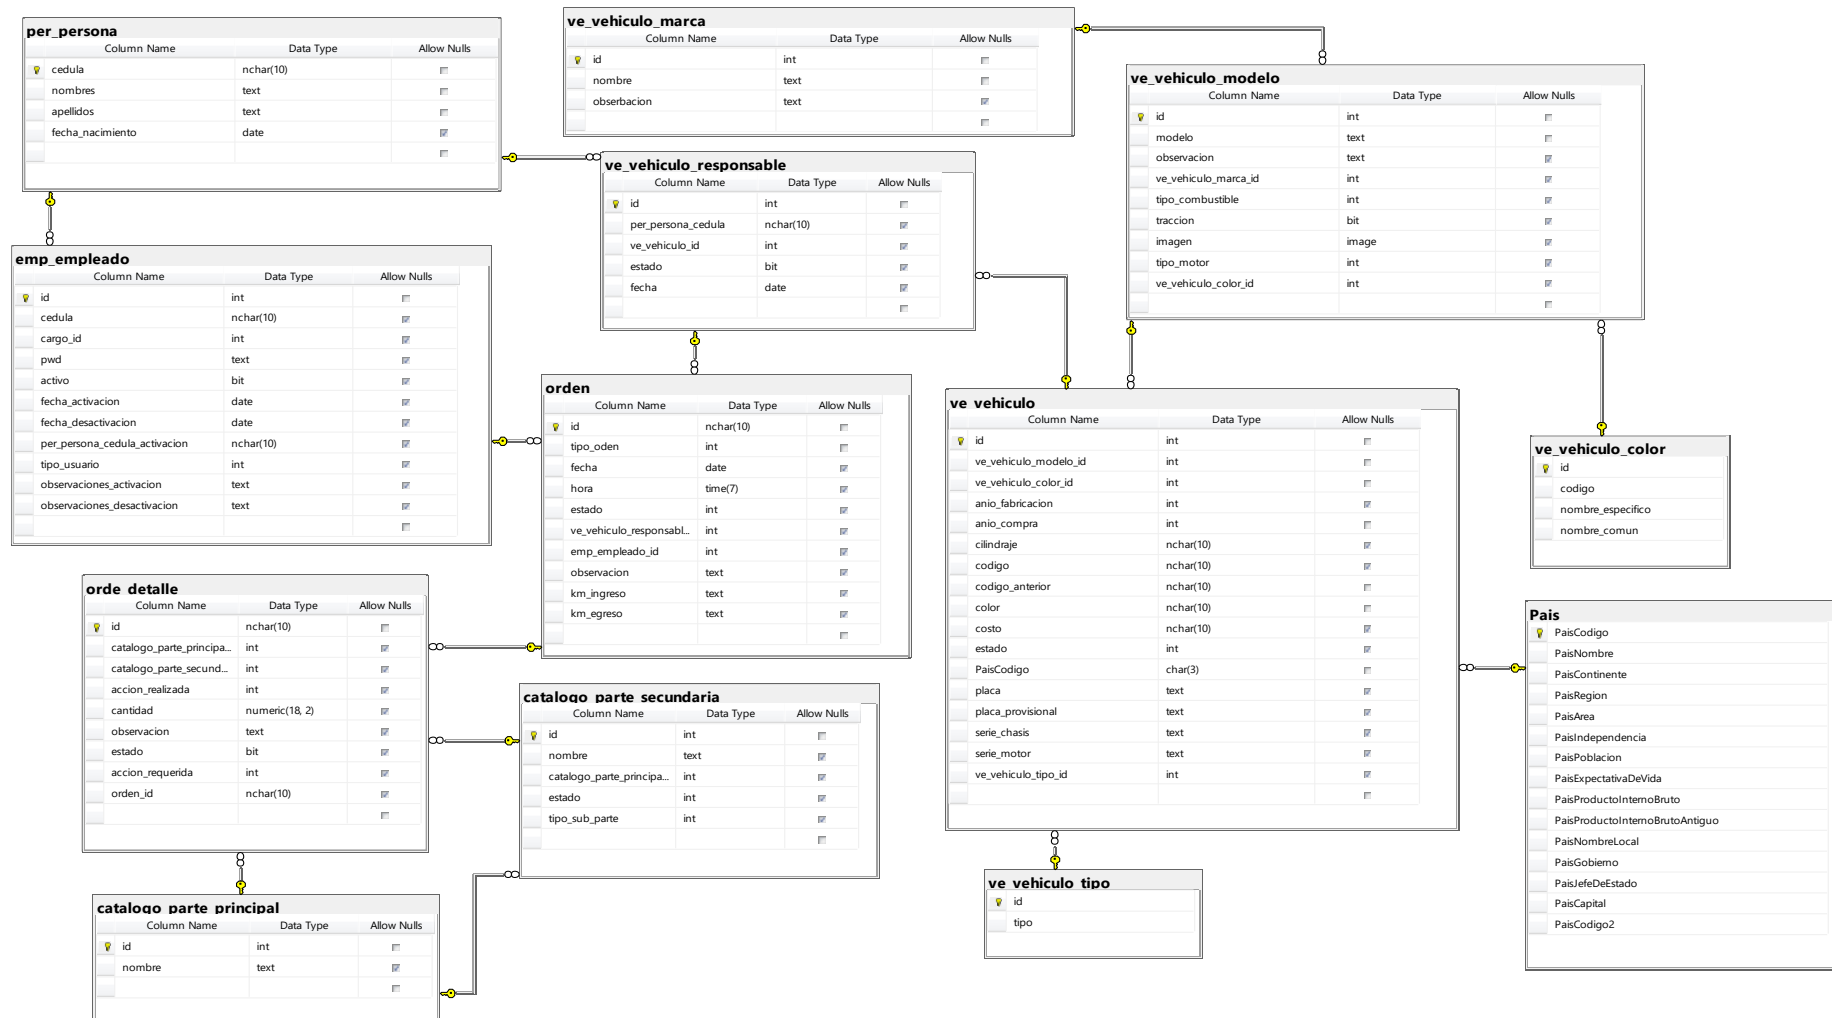 per_persona
Column Name Data Type Allow Nulls
cedula nchar(10)
nombres text
apellidos text
fecha_nacimiento date
ve_vehiculo_marca
Column Name Data Type Allow Nulls
id int
nombre text
obserbacion text
ve_vehiculo_modelo
Column Name Data Type Allow Nulls
id int
modelo text
observacion text
ve_vehiculo_marca_id int
tipo_combustible int
traccion bit
imagen image
tipo_motor int
ve_vehiculo_color_id int
ve_vehiculo_responsable
Column Name Data Type Allow Nulls
id int
per_persona_cedula nchar(10)
ve_vehiculo_id int
estado bit
fecha date
emp_empleado
Column Name Data Type Allow Nulls
id int
cedula nchar(10)
cargo_id int
pwd text
activo bit
fecha_activacion date
fecha_desactivacion date
per_persona_cedula_activacion nchar(10)
tipo_usuario int
observaciones_activacion text
observaciones_desactivacion text
orden
Column Name Data Type Allow Nulls
id nchar(10)
tipo_oden int
fecha date
hora time(7)
estado int
ve_vehiculo_responsabl... int
emp_empleado_id int
observacion text
km_ingreso text
km_egreso text
ve_vehiculo
Column Name Data Type Allow Nulls
id int
ve_vehiculo_modelo_id int
ve_vehiculo_color_id int
anio_fabricacion int
anio_compra int
cilindraje nchar(10)
codigo nchar(10)
codigo_anterior nchar(10)
color nchar(10)
costo nchar(10)
estado int
PaisCodigo char(3)
placa text
placa_provisional text
serie_chasis text
serie_motor text
ve_vehiculo_tipo_id int
ve_vehiculo_color
id
codigo
nombre_especifico
nombre_comun
orde_detalle
Column Name Data Type Allow Nulls
id nchar(10)
catalogo_parte_principa... int
catalogo_parte_secund... int
accion_realizada int
cantidad numeric(18, 2)
observacion text
estado bit
accion_requerida int
orden_id nchar(10)
catalogo_parte_secundaria
Column Name Data Type Allow Nulls
id int
nombre text
catalogo_parte_principa... int
estado int
tipo_sub_parte int
Pais
PaisCodigo
PaisNombre
PaisContinente
PaisRegion
PaisArea
PaisIndependencia
PaisPoblacion
PaisExpectativaDeVida
PaisProductoInternoBruto
PaisProductoInternoBrutoAntiguo
PaisNombreLocal
PaisGobierno
PaisJefeDeEstado
PaisCapital
PaisCodigo2
ve_vehiculo_tipo
id
tipo
catalogo_parte_principal
Column Name Data Type Allow Nulls
id int
nombre text